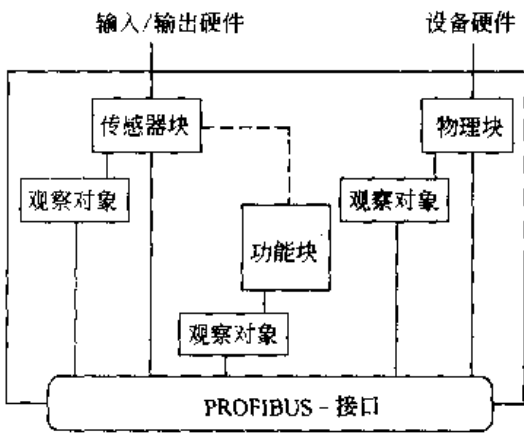 输入/输出硬件
设备硬件
传感器块
物理块
观察对象
观察对象
功能块
观察对象
PROFIBUS - 接口